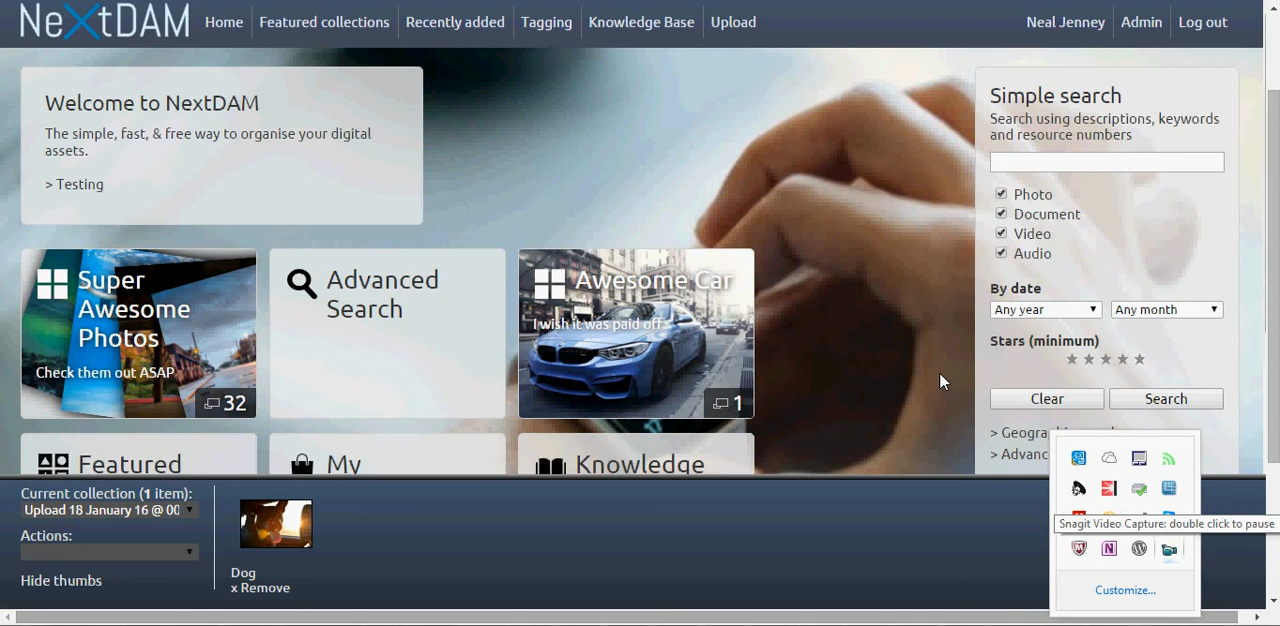 NeXtDAM
Home
Featured collections
Recently added
Tagging
Knowledge Base
Upload
Neal Jenney
Admin
Log out
Welcome to NextDAM
The simple, fast, & free way to organise your digital
assets.
> Testing
Super
Awesome
Photos
Check them out ASAP
32
Advanced
Search
Awesome Car
I wish it was paid off.
1
Featured
My
Knowledge
Simple search
Search using descriptions, keywords
and resource numbers
Photo
Document
Video
Audio
By date
Any year
Any month
Stars (minimum)
Clear
Search
> Geogra
> Advanc
Snagit Video Capture: double click to pause
Customize...
Current collection (1 item):
Upload 18 January 16 @ 00
Actions:
Hide thumbs
Dog
x Remove